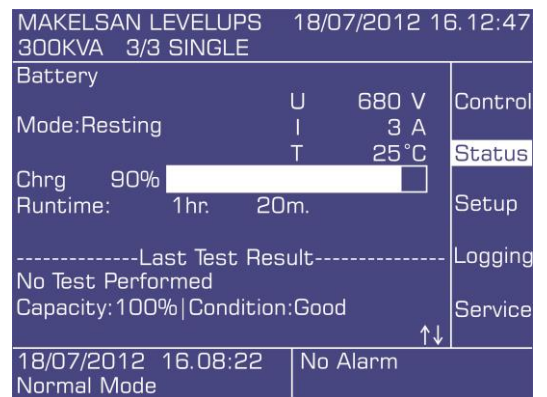 MAKELSAN LEVELUPS 18/07/2012 16.12:47
300KVA 3/3 SINGLE
Battery
U 680 V
Mode:Resting I 3 A
T 25°C
Chrg 90%
Runtime: 1hr. 20m.
--------------Last Test Result---------------
No Test Performed
Capacity:100%|Condition:Good
↑↓
Control
Status
Setup
Logging
Service
18/07/2012 16.08:22 No Alarm
Normal Mode